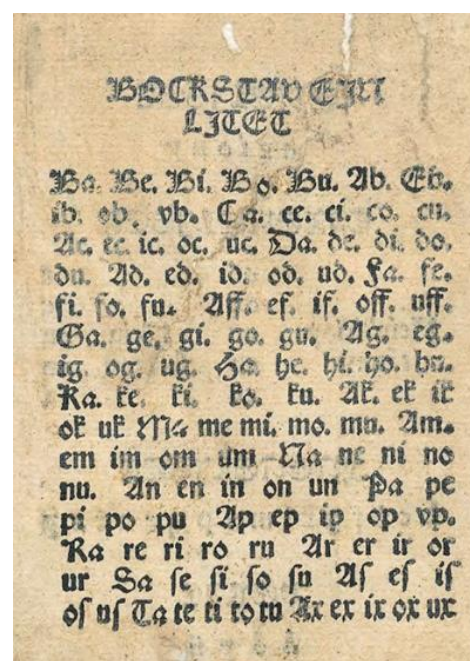 BOCKSTAVEIN
LITET
Ba. Be. Bi. Bo. Bu. Ab. Eb.
ib. ob. vb. Ca. ce. ci. co. cu.
Ac. ec. ic. oc. uc. Da. de. di. do.
du. Ad. ed. id. od. ud. Fa. fe.
fi. fo. fu. Aff. ef. if. off. uff.
Ga. ge. gi. go. gu. Ag. eg.
ig. og. ug. Ha he. hi. ho. hu.
Ka. ke. ki. ko. ku. Ak. ek ik
ok uk Ma me mi. mo. mu. Am.
em im om um Na ne ni no
nu. An en in on un Pa pe
pi po pu Ap ep ip op vp.
Ra re ri ro ru Ar er ir or
ur Sa ſe ſi ſo ſu Aſ eſ iſ
oſ uſ Ta te ti to tu Ax ex ix ox ux